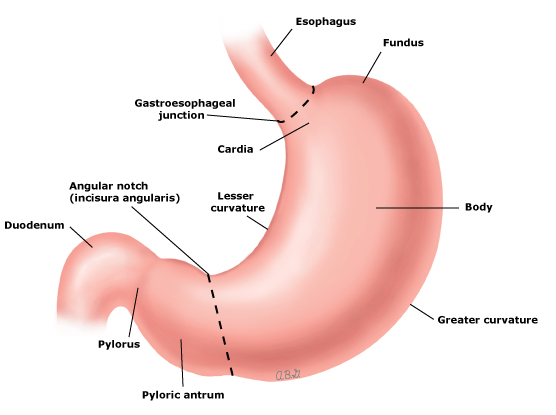 Esophagus
Fundus
Gastroesophageal
junction
Cardia
Angular notch
(incisura angularis)
Lesser
curvature
Body
Duodenum
Greater curvature
Pylorus
Pyloric antrum